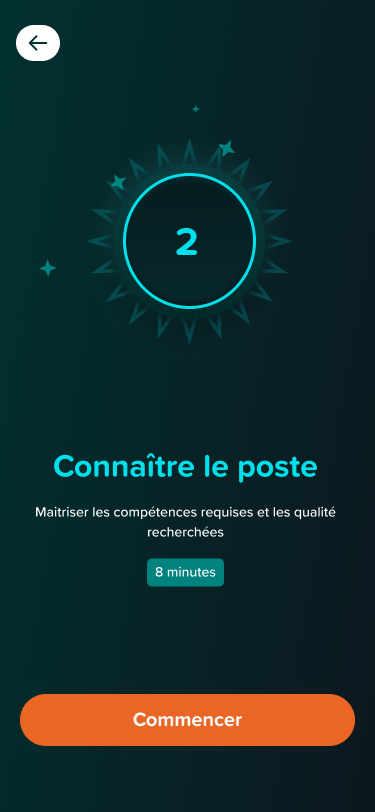 2
Connaître le poste
Maitriser les compétences requises et les qualité
recherchées
8 minutes
Commencer